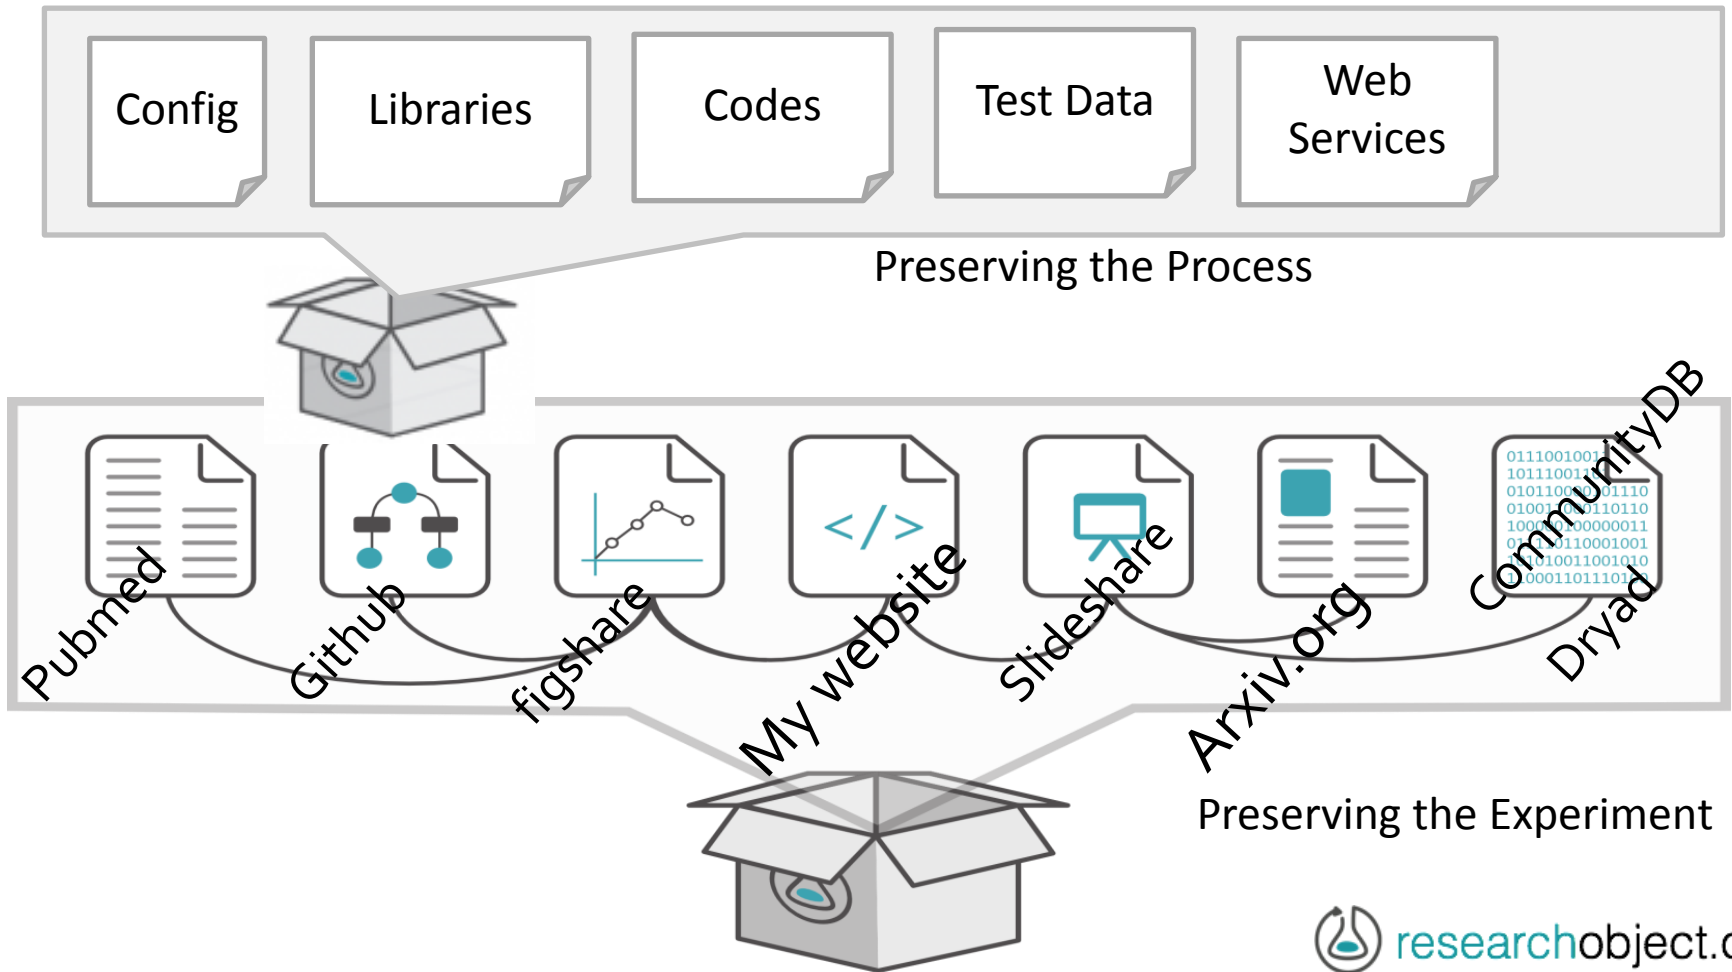 Config
Libraries
Codes
Test Data
Web
Services
Preserving the Process
</>
Pubmed
Github
figshare
My website
Slideshare
Arxiv.org
CommunityDB
Dryad
Preserving the Experiment
researchobject.